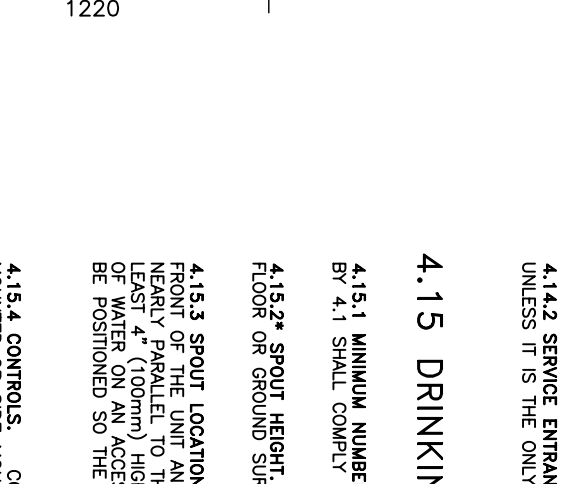 1220
4.14.2 SERVICE ENTRAN
UNLESS IT IS THE ONLY
4.15 DRINKIN
4.15.1 MINIMUM NUMBE
BY 4.1 SHALL COMPLY
4.15.2* SPOUT HEIGHT.
FLOOR OR GROUND SUR
4.15.3 SPOUT LOCATION
FRONT OF THE UNIT AN
NEARLY PARALLEL TO TH
LEAST 4" (100mm) HIGH
OF WATER ON AN ACCES
BE POSITIONED SO THE
4.15.4 CONTROLS. CO